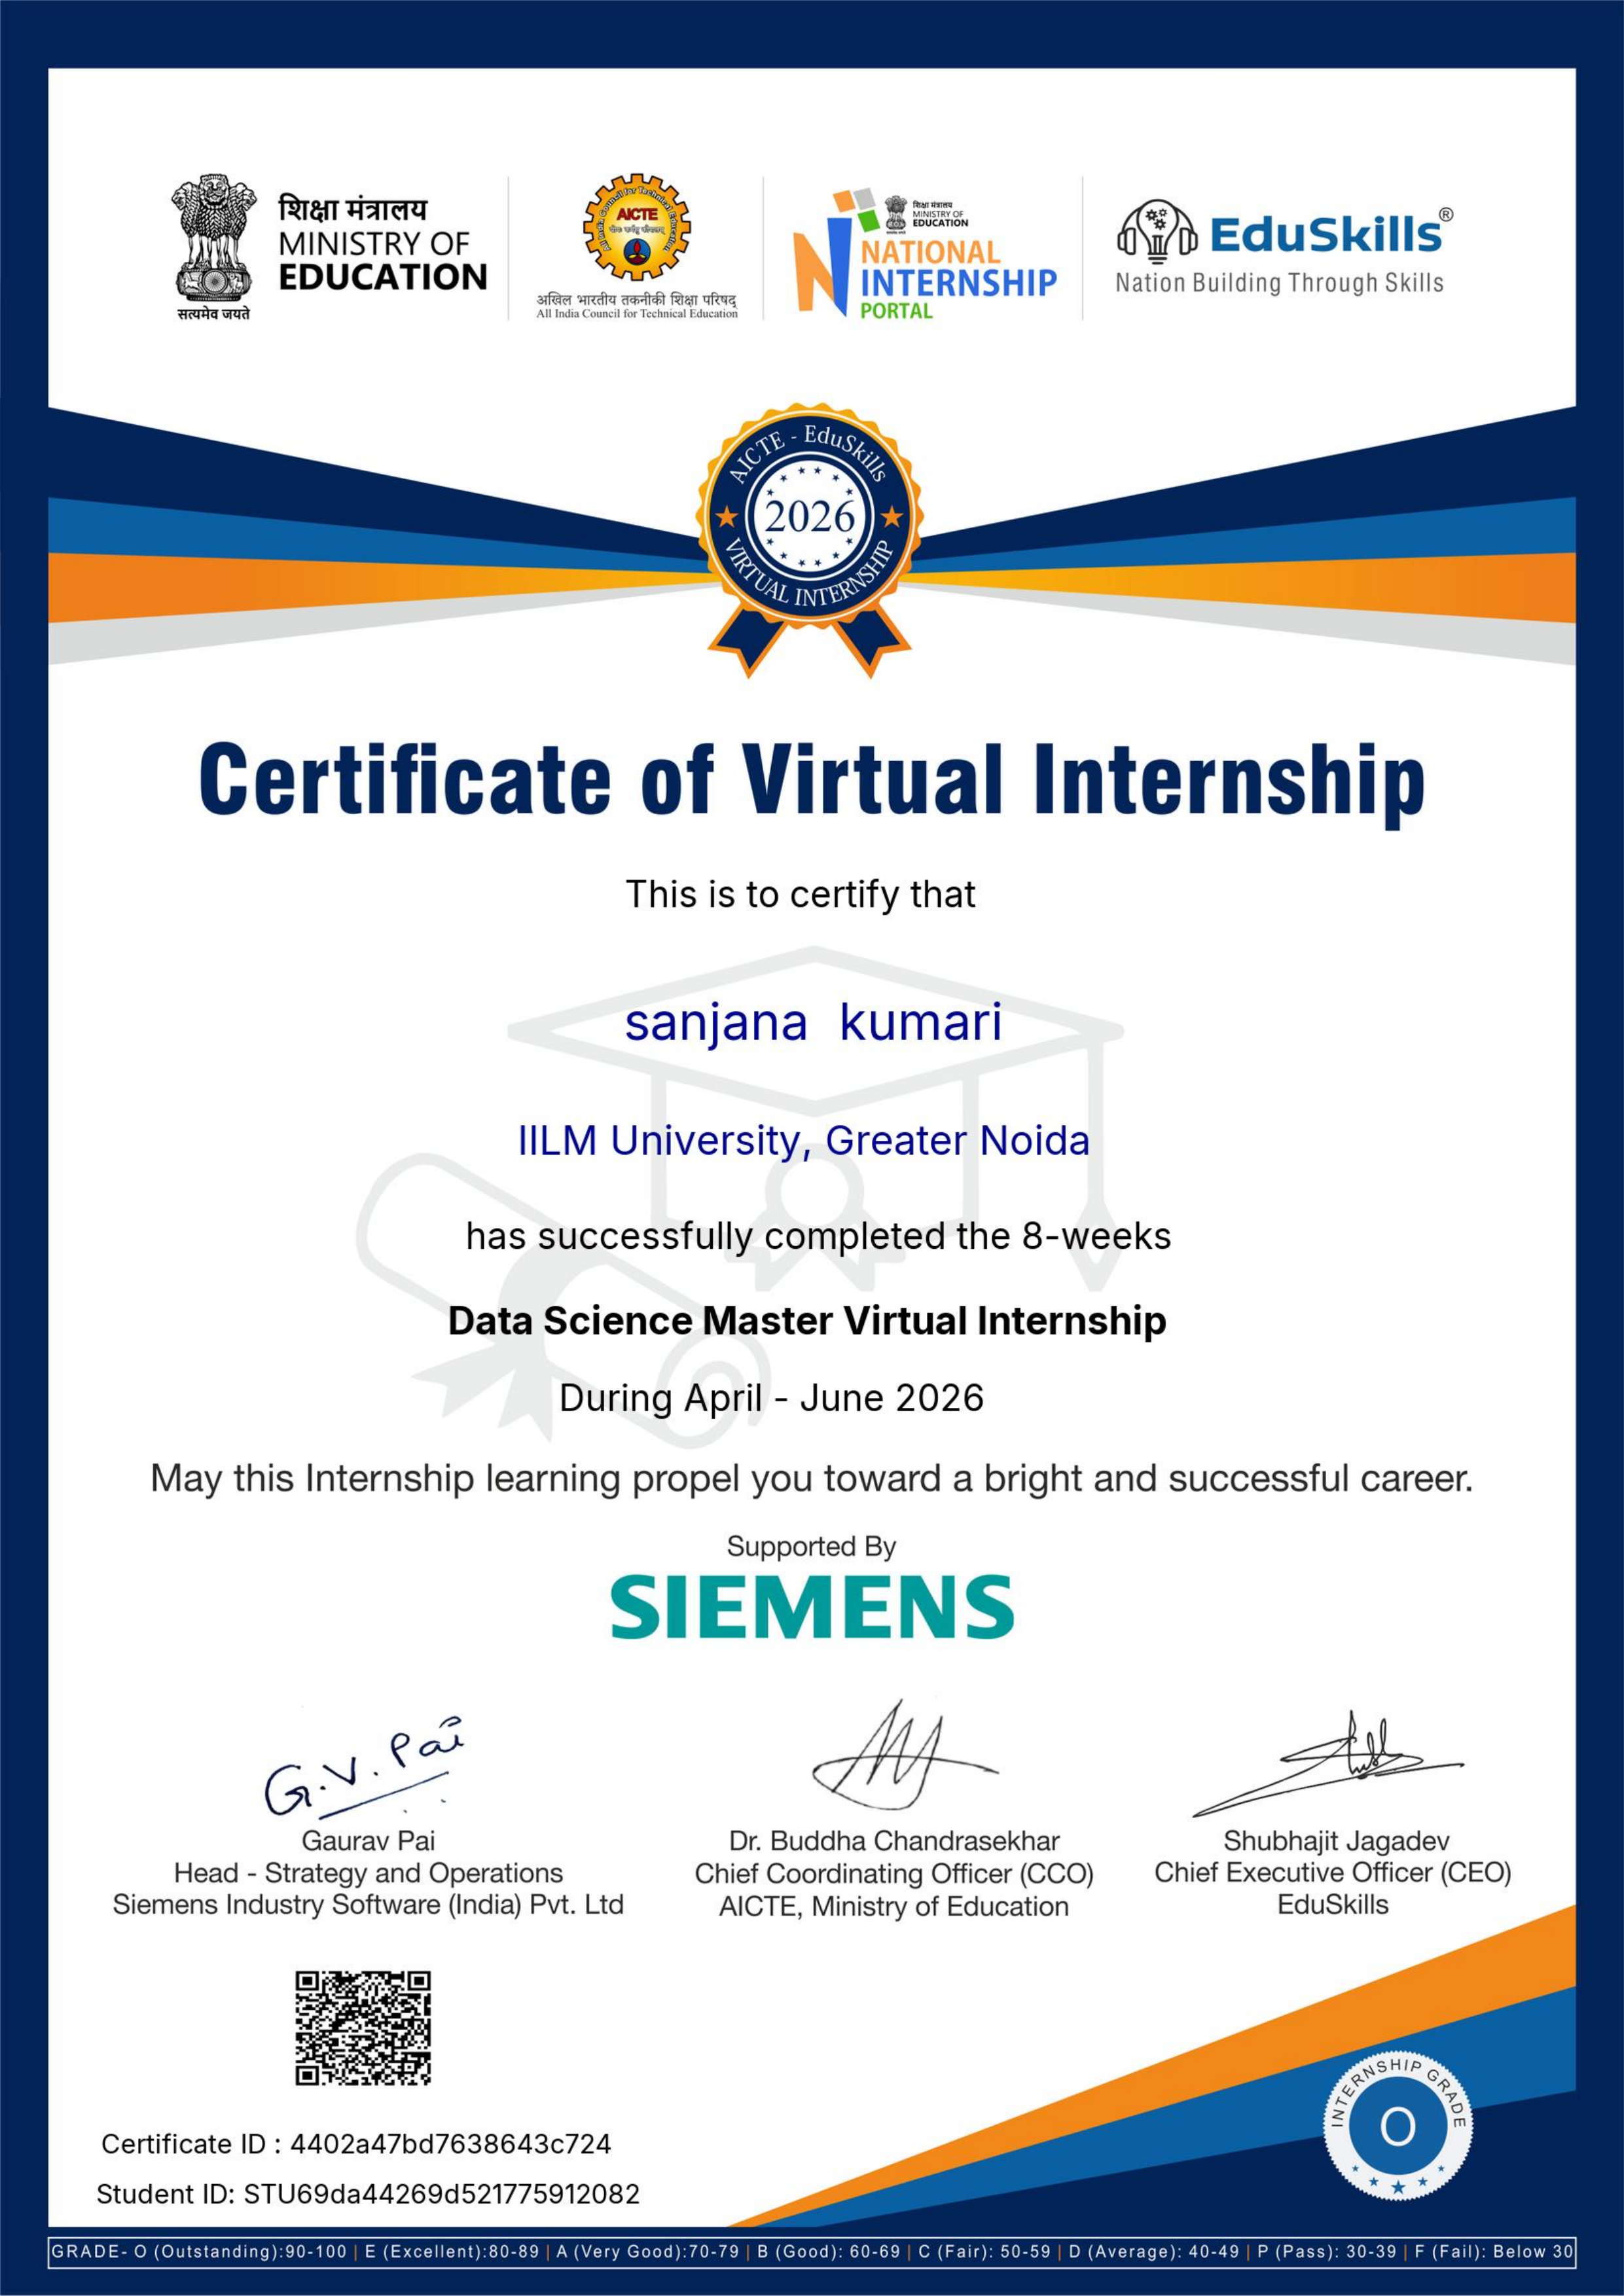 शिक्षा मंत्रालय
MINISTRY OF
EDUCATION
सत्यमेव जयते
All India Council for Technical Education
AICTE
अखिल भारतीय तकनीकी शिक्षा परिषद्
All India Council for Technical Education
शिक्षा मंत्रालय
MINISTRY OF
EDUCATION
NATIONAL
INTERNSHIP
PORTAL
EduSkills®
Nation Building Through Skills
AICTE - EduSkills
2026
VIRTUAL INTERNSHIP
Certificate of Virtual Internship
This is to certify that
sanjana kumari
IILM University, Greater Noida
has successfully completed the 8-weeks
Data Science Master Virtual Internship
During April - June 2026
May this Internship learning propel you toward a bright and successful career.
Supported By
SIEMENS
G.V. Pai
Gaurav Pai
Head - Strategy and Operations
Siemens Industry Software (India) Pvt. Ltd
Dr. Buddha Chandrasekhar
Chief Coordinating Officer (CCO)
AICTE, Ministry of Education
Shubhajit Jagadev
Chief Executive Officer (CEO)
EduSkills
INTERNSHIP GRADE
O
Certificate ID : 4402a47bd7638643c724
Student ID: STU69da44269d521775912082
GRADE- O (Outstanding):90-100 | E (Excellent):80-89 | A (Very Good):70-79 | B (Good): 60-69 | C (Fair): 50-59 | D (Average): 40-49 | P (Pass): 30-39 | F (Fail): Below 30